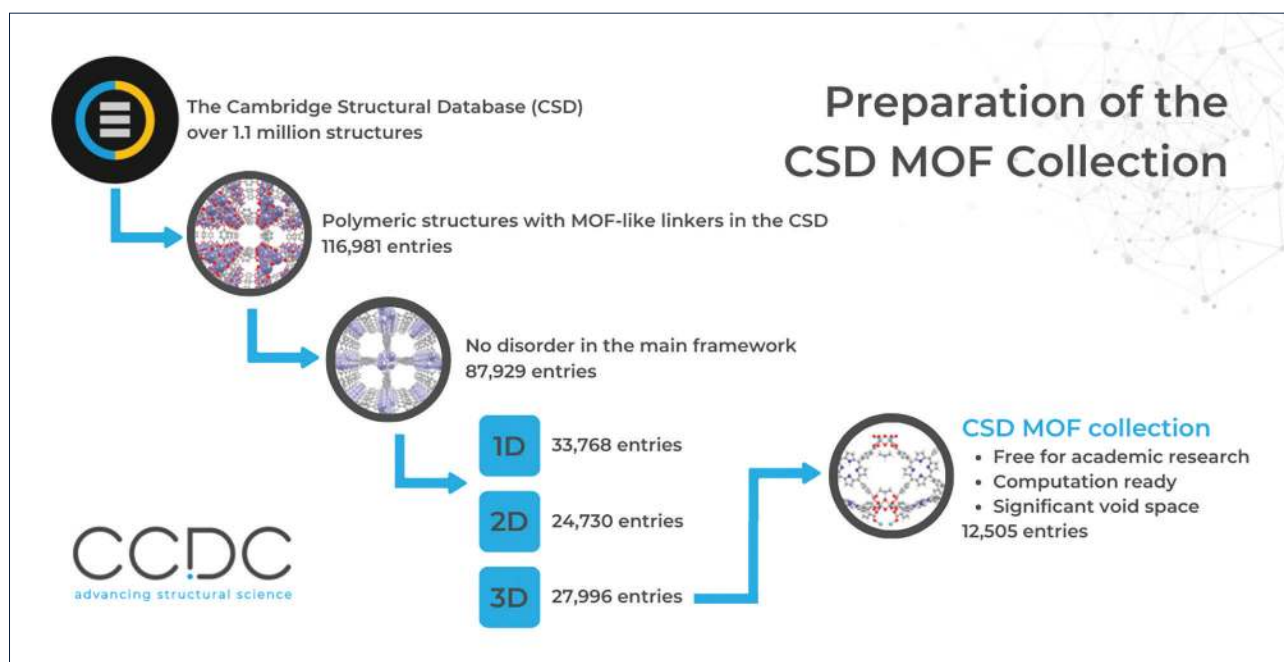 Preparation of the
CSD MOF Collection
The Cambridge Structural Database (CSD)
over 1.1 million structures
Polymeric structures with MOF-like linkers in the CSD
116,981 entries
No disorder in the main framework
87,929 entries
1D 33,768 entries
2D 24,730 entries
3D 27,996 entries
CSD MOF collection
• Free for academic research
• Computation ready
• Significant void space
12,505 entries
CCDC
advancing structural science